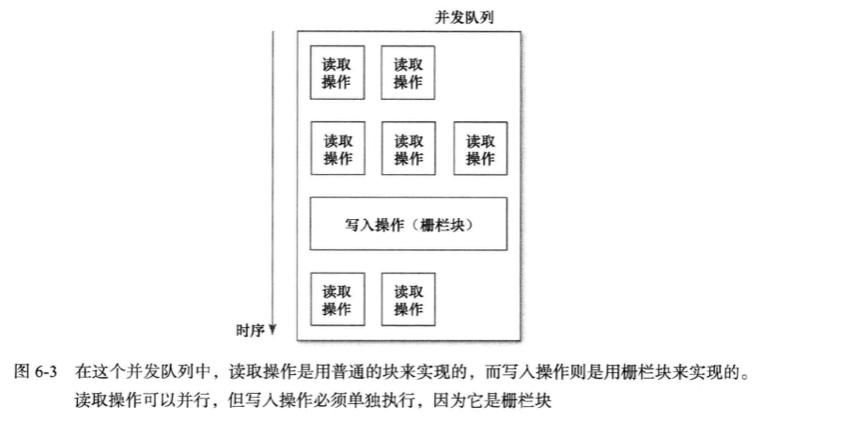 并发队列
读取 读取
操作 操作
读取 读取 读取
操作 操作 操作
写入操作（栅栏块）
读取 读取
操作 操作
时序
图 6-3 在这个并发队列中，读取操作是用普通的块来实现的，而写入操作则是用栅栏块来实现的。
读取操作可以并行，但写入操作必须单独执行，因为它是栅栏块